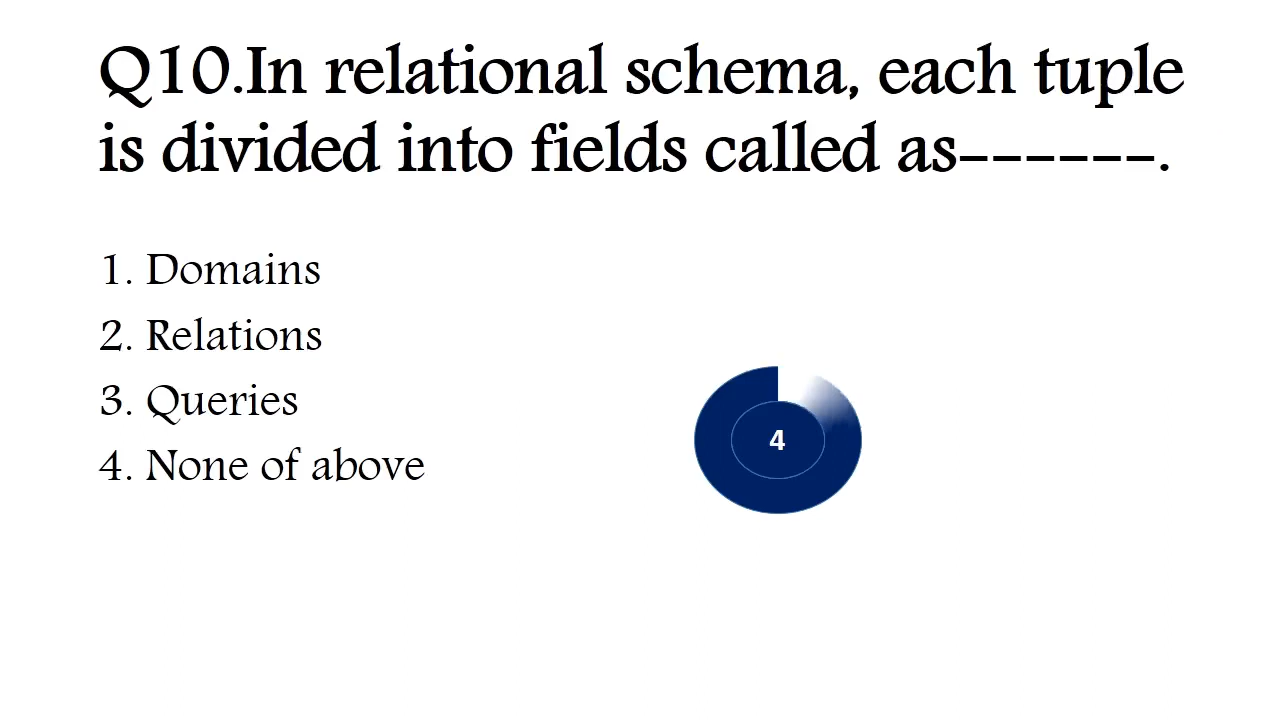 Q10.In relational schema, each tuple
is divided into fields called as------.
1. Domains
2. Relations
3. Queries
4. None of above
4